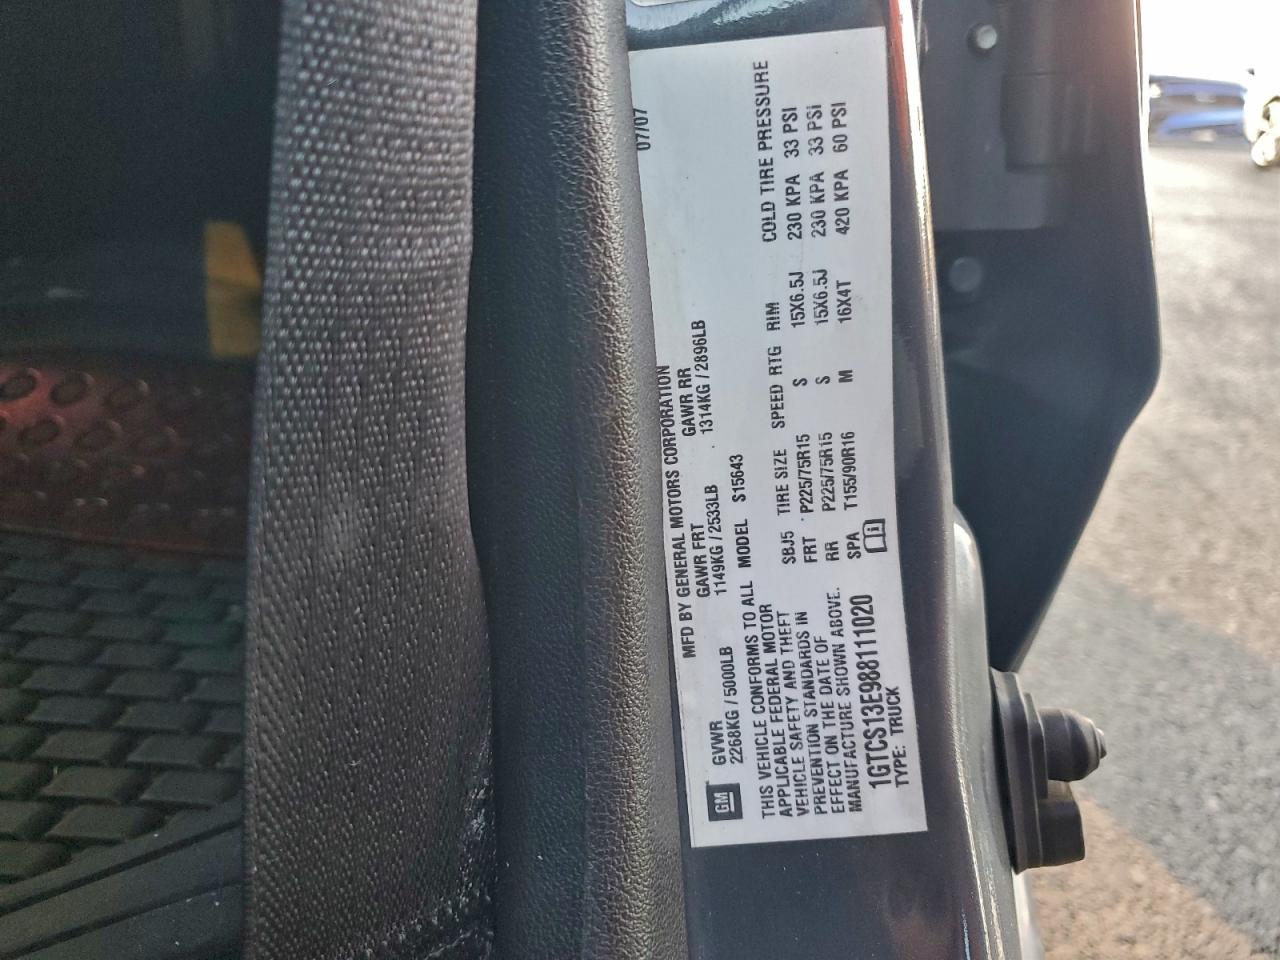 MFD BY GENERAL MOTORS CORPORATION 07/07
GM
GVWR GAWR FRT GAWR RR
2268KG / 5000LB 1149KG / 2533LB 1314KG / 2896LB
THIS VEHICLE CONFORMS TO ALL
APPLICABLE FEDERAL MOTOR
VEHICLE SAFETY AND THEFT
PREVENTION STANDARDS IN
EFFECT ON THE DATE OF
MANUFACTURE SHOWN ABOVE.
1GTCS13E988111020
TYPE: TRUCK
MODEL S15643
SBJ5 TIRE SIZE SPEED RTG RIM COLD TIRE PRESSURE
FRT P225/75R15 S 15X6.5J 230 KPA 33 PSI
RR P225/75R15 S 15X6.5J 230 KPA 33 PSI
SPA T155/90R16 M 16X4T 420 KPA 60 PSI